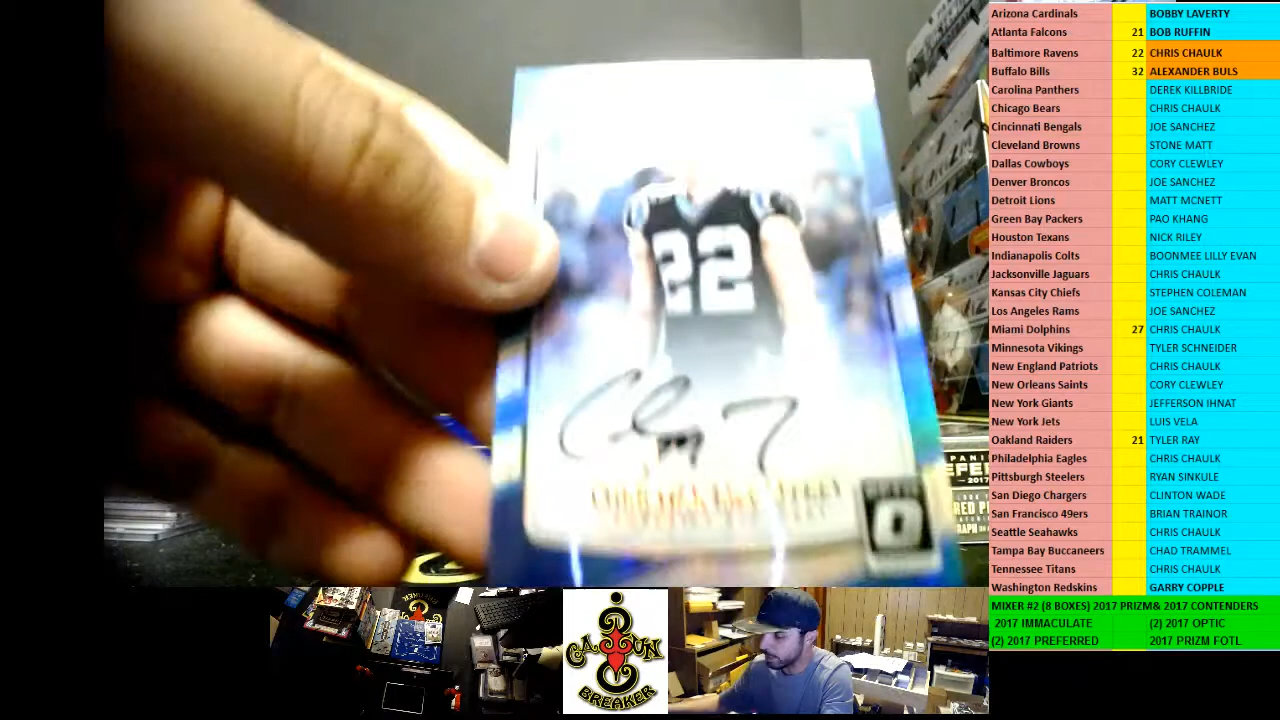 Arizona Cardinals BOBBY LAVERTY
Atlanta Falcons 21 BOB RUFFIN
Baltimore Ravens 22 CHRIS CHAULK
Buffalo Bills 32 ALEXANDER BULS
Carolina Panthers DEREK KILLBRIDE
Chicago Bears CHRIS CHAULK
Cincinnati Bengals JOE SANCHEZ
Cleveland Browns STONE MATT
Dallas Cowboys CORY CLEWLEY
Denver Broncos JOE SANCHEZ
Detroit Lions MATT MCNETT
Green Bay Packers PAO KHANG
Houston Texans NICK RILEY
Indianapolis Colts BOONMEE LILLY EVAN
Jacksonville Jaguars CHRIS CHAULK
Kansas City Chiefs STEPHEN COLEMAN
Los Angeles Rams JOE SANCHEZ
Miami Dolphins 27 CHRIS CHAULK
Minnesota Vikings TYLER SCHNEIDER
New England Patriots CHRIS CHAULK
New Orleans Saints CORY CLEWLEY
New York Giants JEFFERSON IHNAT
New York Jets LUIS VELA
Oakland Raiders 21 TYLER RAY
Philadelphia Eagles CHRIS CHAULK
Pittsburgh Steelers RYAN SINKULE
San Diego Chargers CLINTON WADE
San Francisco 49ers BRIAN TRAINOR
Seattle Seahawks CHRIS CHAULK
Tampa Bay Buccaneers CHAD TRAMMEL
Tennessee Titans CHRIS CHAULK
Washington Redskins GARRY COPPLE
MIXER #2 (8 BOXES) 2017 PRIZM& 2017 CONTENDERS
2017 IMMACULATE (2) 2017 OPTIC
(2) 2017 PREFERRED 2017 PRIZM FOTL
22
CAJUN
BREAKER